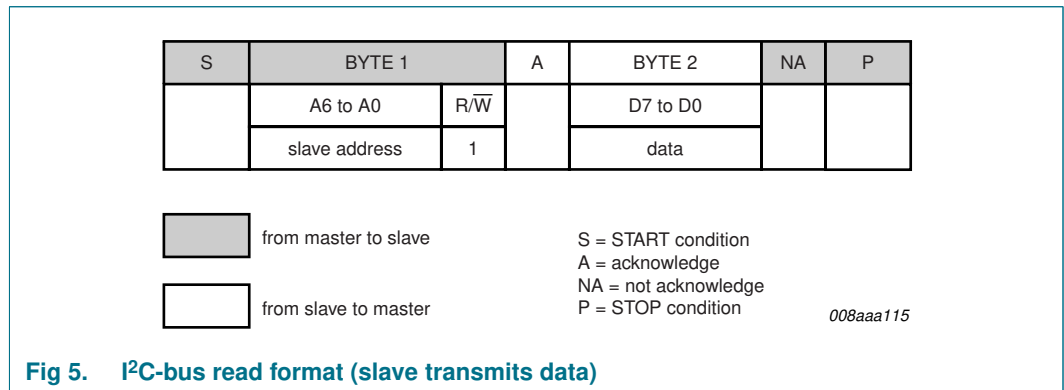 S BYTE 1 A BYTE 2 NA P
A6 to A0 R/W̅ D7 to D0
slave address 1 data
from master to slave
from slave to master
S = START condition
A = acknowledge
NA = not acknowledge
P = STOP condition
008aaa115
Fig 5. I²C-bus read format (slave transmits data)